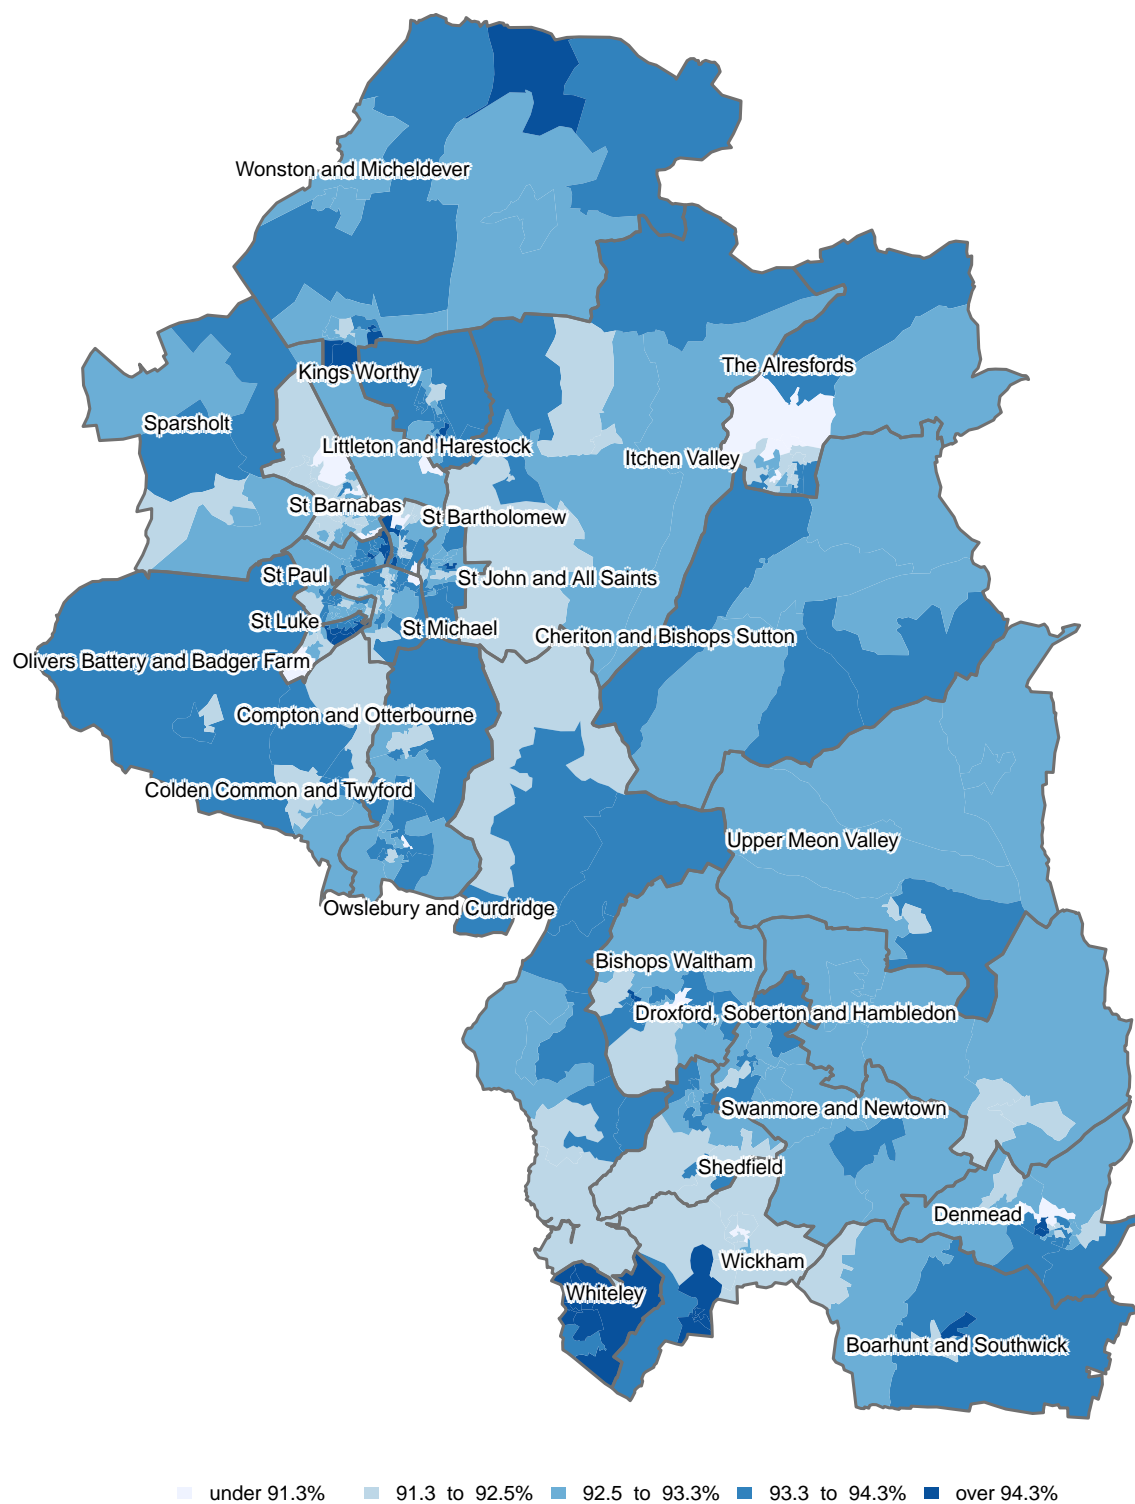 Wonston and Micheldever
The Alresfords
Kings Worthy
Sparsholt
Littleton and Harestock
Itchen Valley
St Barnabas
St Bartholomew
St Paul
St John and All Saints
St Luke
St Michael
Cheriton and Bishops Sutton
Olivers Battery and Badger Farm
Compton and Otterbourne
Colden Common and Twyford
Upper Meon Valley
Owslebury and Curdridge
Bishops Waltham
Droxford, Soberton and Hambledon
Swanmore and Newtown
Shedfield
Denmead
Wickham
Whiteley
Boarhunt and Southwick
under 91.3% 91.3 to 92.5% 92.5 to 93.3% 93.3 to 94.3% over 94.3%